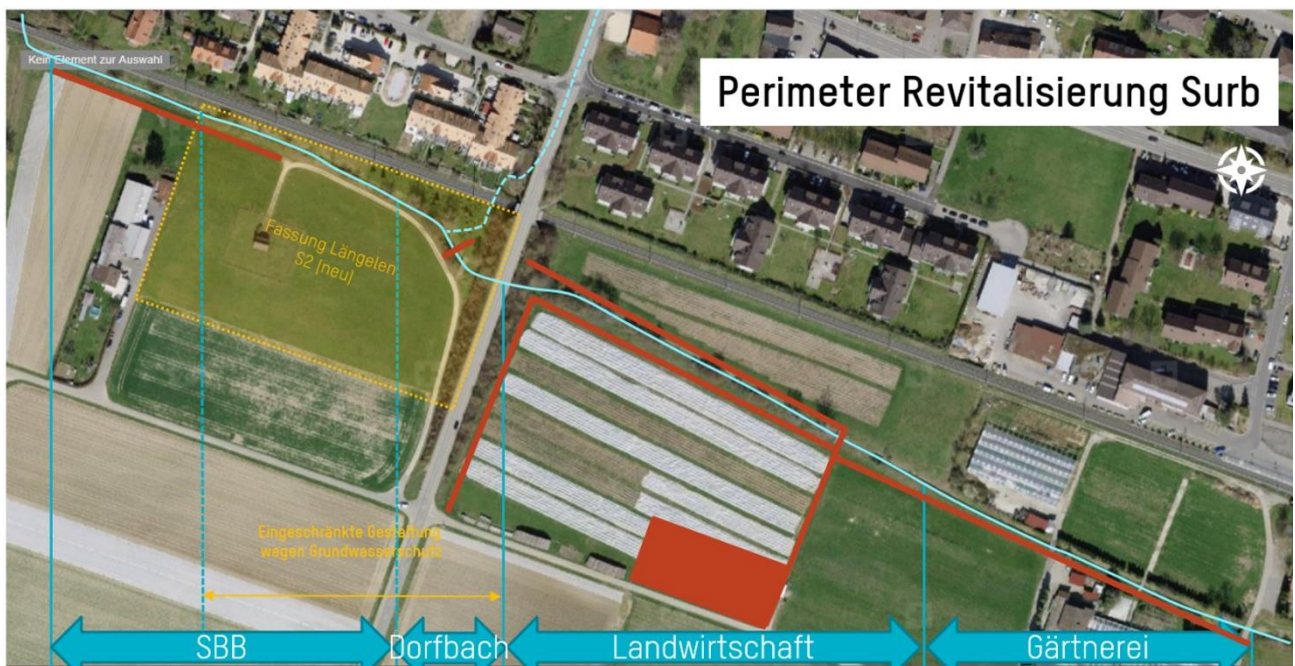 Kein Element zur Auswahl
Perimeter Revitalisierung Surb
Fassung Längelen
S2 (neu)
Eingeschränkte Gestaltung
wegen Grundwasserschutz
SBB
Dorfbach
Landwirtschaft
Gärtnerei